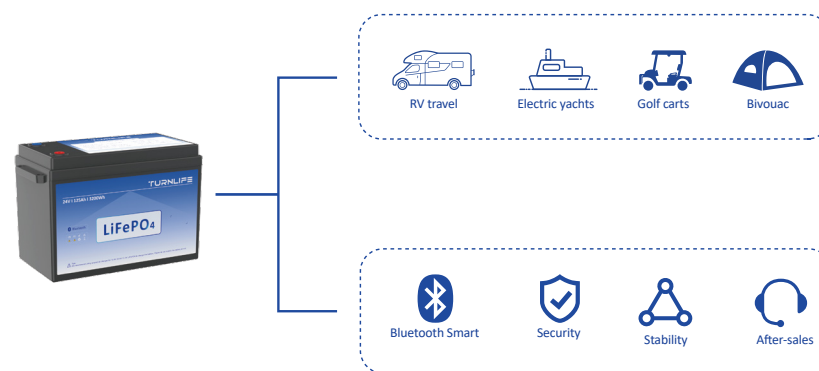 RV travel
Electric yachts
Golf carts
Bivouac
TURNLIFE
LiFePO4
Bluetooth Smart
Security
Stability
After-sales